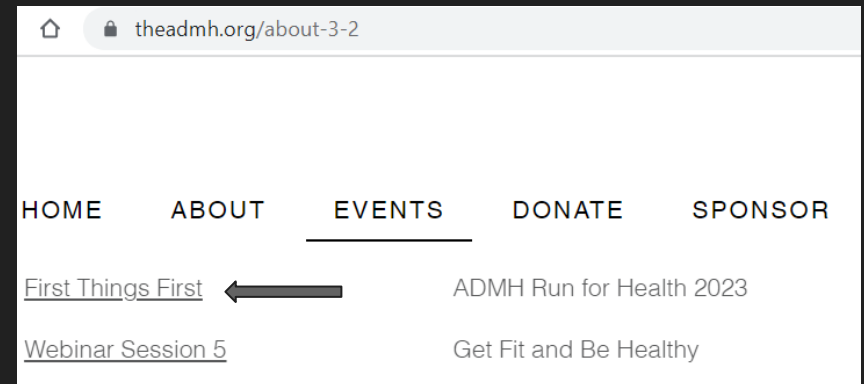 theadmh.org/about-3-2
HOME ABOUT EVENTS DONATE SPONSOR
First Things First ADMH Run for Health 2023
Webinar Session 5 Get Fit and Be Healthy